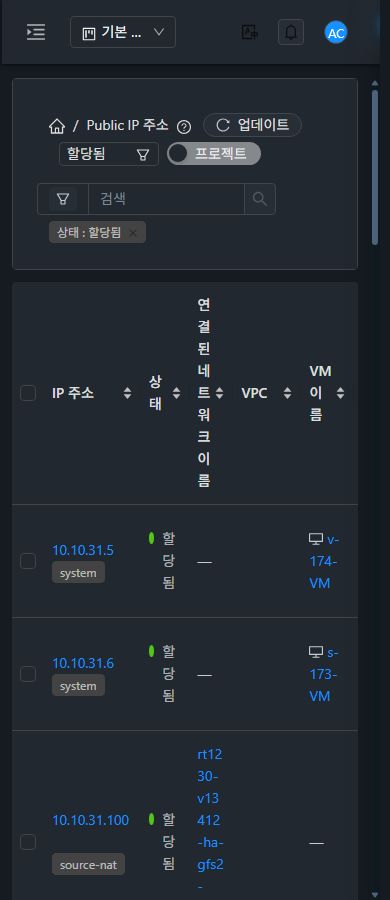 기본 ...
AC
/ Public IP 주소
업데이트
할당됨
프로젝트
검색
상태 : 할당됨
IP 주소
상
태
연
결
된
네
트
워
크
이
름
VPC
VM
이
름
10.10.31.5
system
할
당
됨
—
v-
174-
VM
10.10.31.6
system
할
당
됨
—
s-
173-
VM
10.10.31.100
source-nat
할
당
됨
rt12
30-
v13
412
-ha-
gfs2
-
—